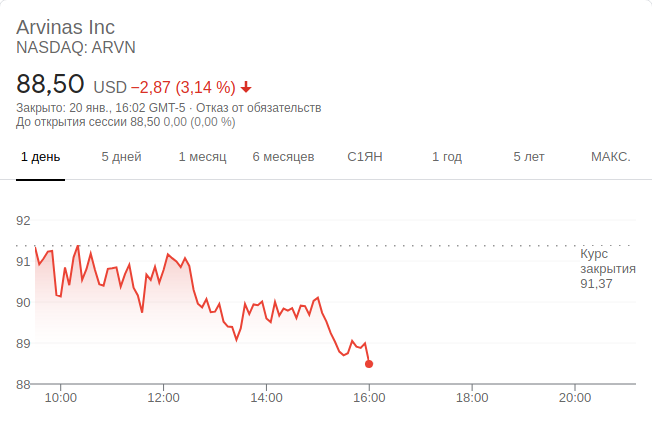 Arvinas Inc
NASDAQ: ARVN
88,50 USD −2,87 (3,14 %)
Закрыто: 20 янв., 16:02 GMT-5 · Отказ от обязательств
До открытия сессии 88,50 0,00 (0,00 %)
1 день 5 дней 1 месяц 6 месяцев С1ЯН 1 год 5 лет МАКС.
92
91
90
89
88
Курс
закрытия
91,37
10:00 12:00 14:00 16:00 18:00 20:00